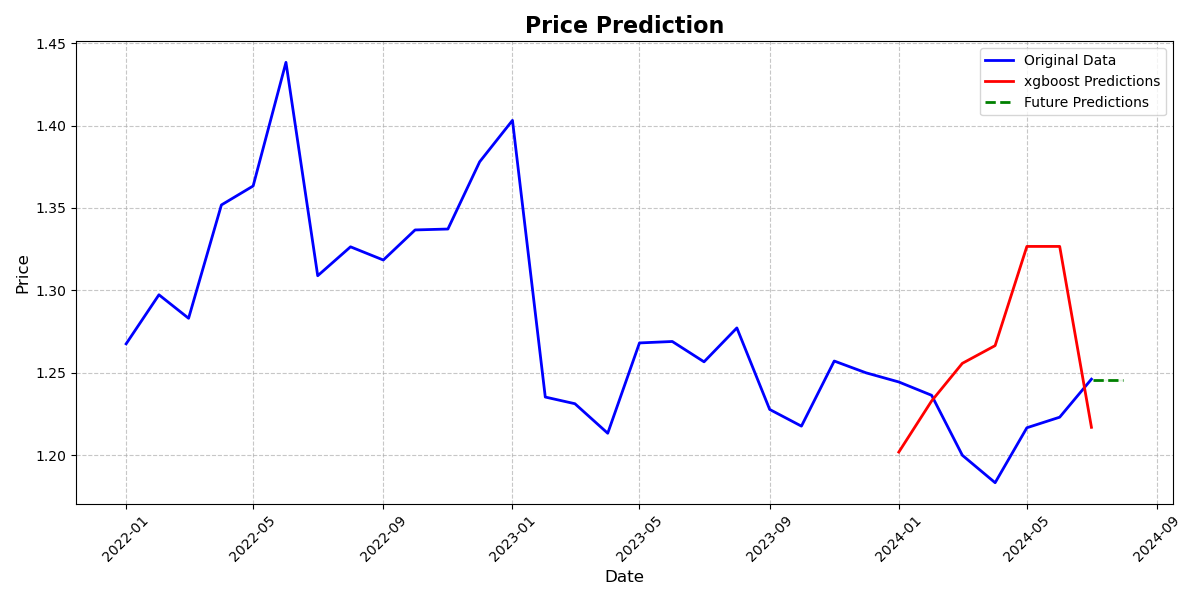 Price Prediction
Original Data
xgboost Predictions
Future Predictions
Price
1.45
1.40
1.35
1.30
1.25
1.20
2022-01
2022-05
2022-09
2023-01
2023-05
2023-09
2024-01
2024-05
2024-09
Date